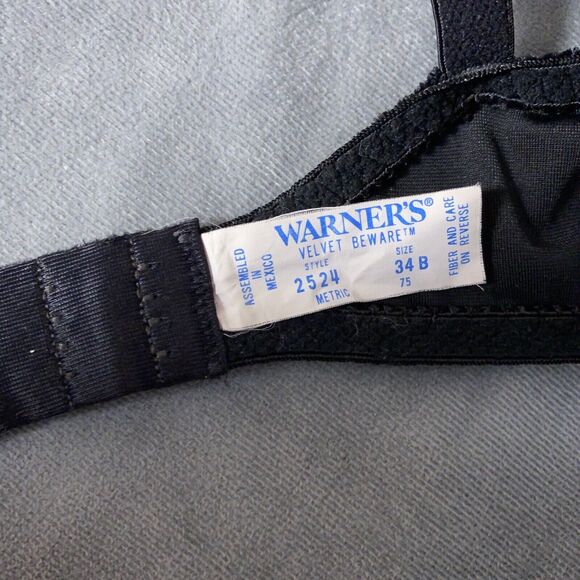 WARNER'S®
VELVET BEWARE™
ASSEMBLED
IN
MEXICO
STYLE
2524
METRIC
SIZE
34 B
75
FIBER AND CARE
ON REVERSE